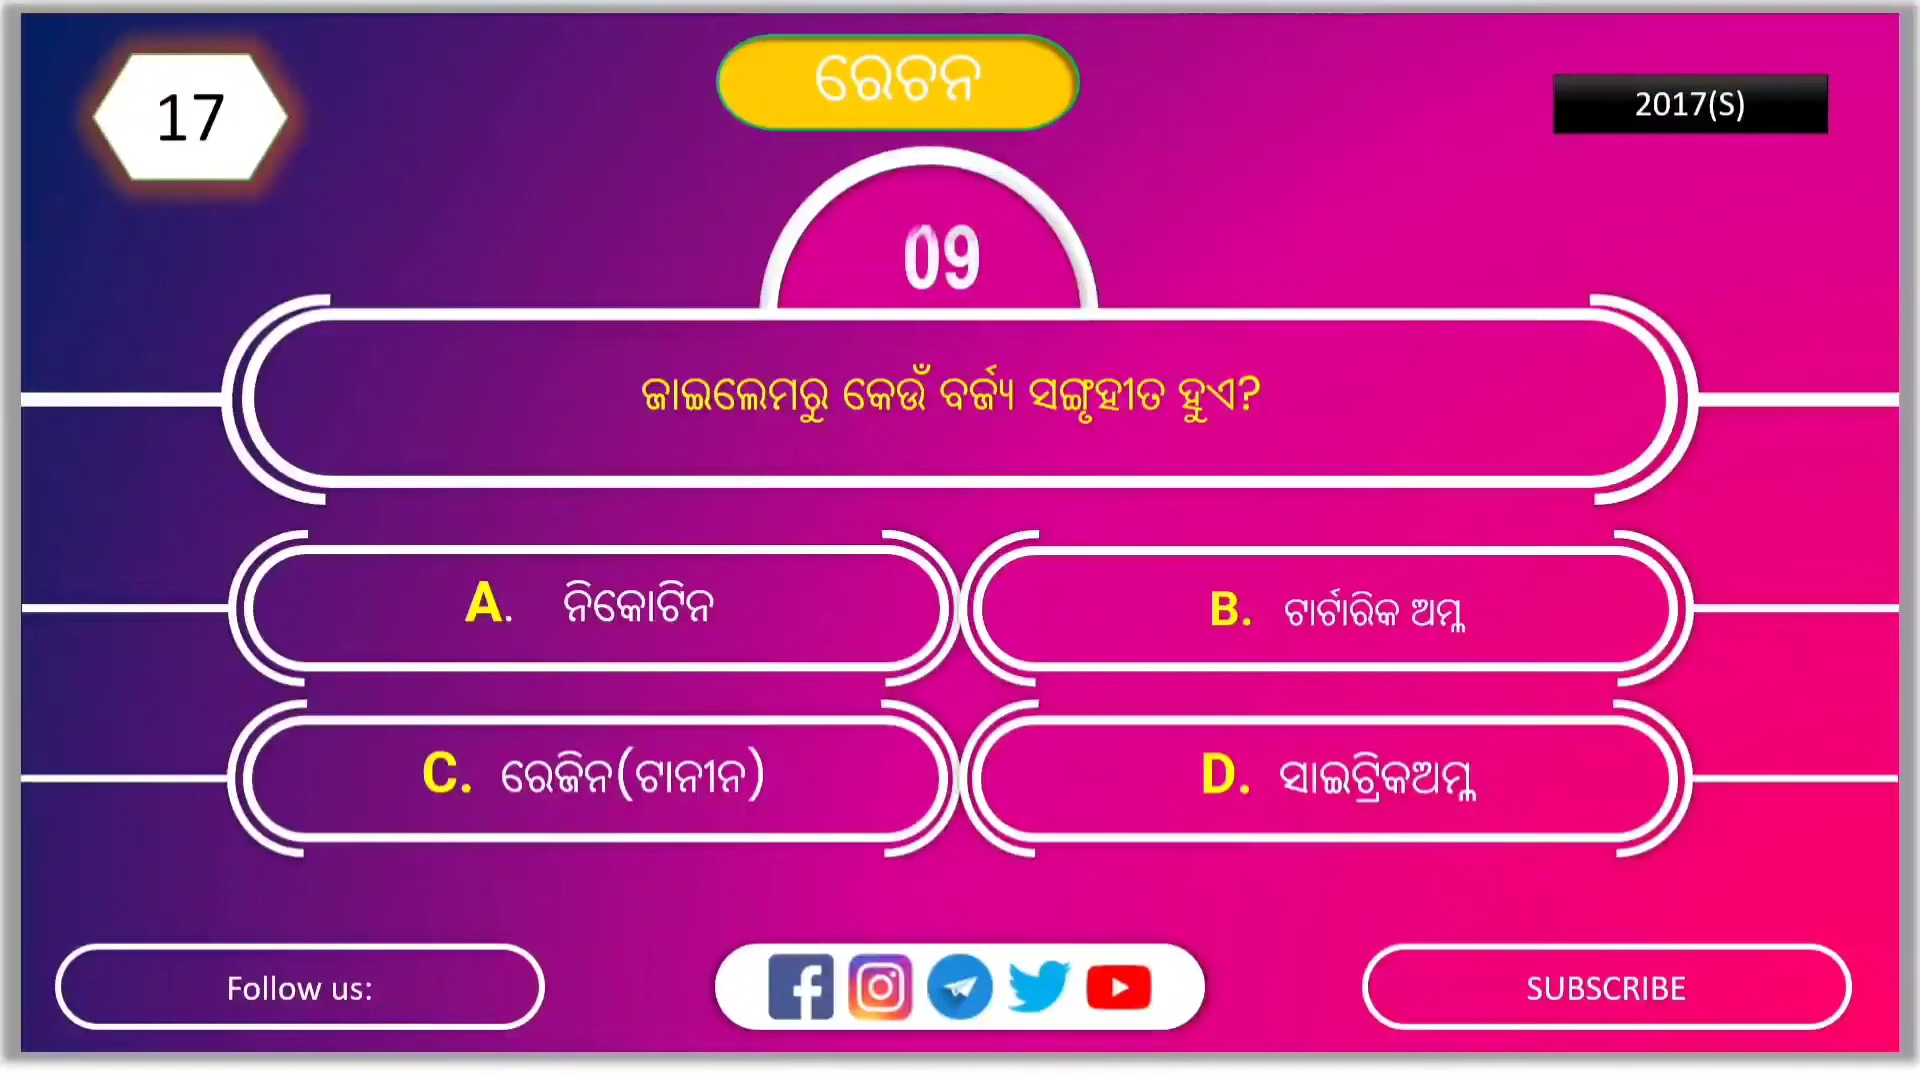 17
ରେଚନ
2017(S)
09
ଜାଇଲେମରୁ କେଉଁ ବର୍ଜ୍ୟ ସଙ୍ଗୃହୀତ ହୁଏ?
A. ନିକୋଟିନ
B. ଟାର୍ଟାରିକ ଅମ୍ଳ
C. ରେଜିନ(ଟାନୀନ)
D. ସାଇଟ୍ରିକଅମ୍ଳ
Follow us:
SUBSCRIBE